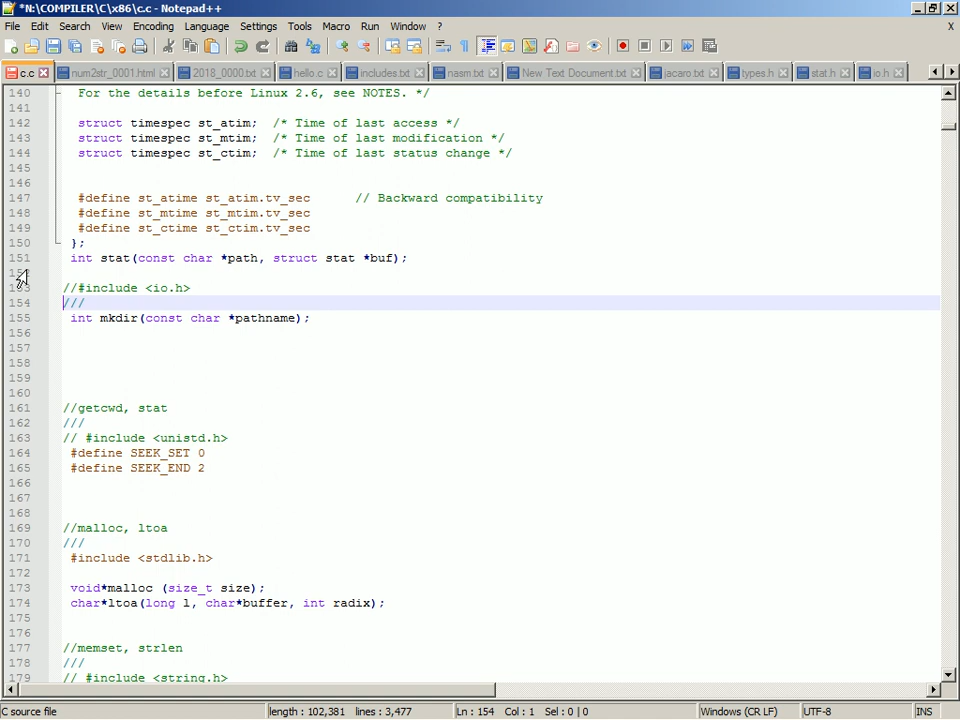 *N:\COMPILER\C\x86\c.c - Notepad++
File Edit Search View Encoding Language Settings Tools Macro Run Window ? X
c.c num2str_0001.html 2018_0000.txt hello.c includes.txt nasm.txt New Text Document.txt jacaro.txt types.h stat.h io.h
140 For the details before Linux 2.6, see NOTES. */
141
142 struct timespec st_atim; /* Time of last access */
143 struct timespec st_mtim; /* Time of last modification */
144 struct timespec st_ctim; /* Time of last status change */
145
146
147 #define st_atime st_atim.tv_sec // Backward compatibility
148 #define st_mtime st_mtim.tv_sec
149 #define st_ctime st_ctim.tv_sec
150 };
151 int stat(const char *path, struct stat *buf);
153 //#include <io.h>
154 ///
155 int mkdir(const char *pathname);
156
157
158
159
160
161 //getcwd, stat
162 ///
163 // #include <unistd.h>
164 #define SEEK_SET 0
165 #define SEEK_END 2
166
167
168
169 //malloc, ltoa
170 ///
171 #include <stdlib.h>
172
173 void*malloc (size_t size);
174 char*ltoa(long l, char*buffer, int radix);
175
176
177 //memset, strlen
178 ///
179 // #include <string.h>
C source file length : 102,381 lines : 3,477 Ln : 154 Col : 1 Sel : 0 | 0 Windows (CR LF) UTF-8 INS